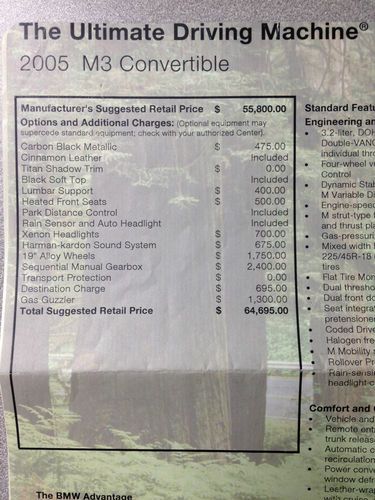 The Ultimate Driving Machine®
2005 M3 Convertible
Manufacturer's Suggested Retail Price $ 55,800.00
Options and Additional Charges: (Optional equipment may
supercede standard equipment; check with your authorized Center).
Carbon Black Metallic $ 475.00
Cinnamon Leather Included
Titan Shadow Trim $ 0.00
Black Soft Top Included
Lumbar Support $ 400.00
Heated Front Seats $ 500.00
Park Distance Control Included
Rain Sensor and Auto Headlight Included
Xenon Headlights $ 700.00
Harman-kardon Sound System $ 675.00
19" Alloy Wheels $ 1,750.00
Sequential Manual Gearbox $ 2,400.00
Transport Protection $ 0.00
Destination Charge $ 695.00
Gas Guzzler $ 1,300.00
Total Suggested Retail Price $ 64,695.00
The BMW Advantage
Standard Featu
Engineering an
• 3.2-liter, DOH
Double-VANO
individual thro
• Four-wheel v
Control
• Dynamic Stab
M Variable Di
• Engine-speed
• M strut-type f
and thrust pla
• Gas-pressuri
• Mixed width l
225/45R-18 (
tires
• Flat Tire Mon
• Dual thresho
• Dual front do
• Seat integra
pretensione
• Coded Drive
• Halogen fre
• M Mobility s
• Rollover Pr
• Rain-sensi
headlight c
Comfort and
• Vehicle and
• Remote ent
trunk releas
• Automatic c
recirculation
• Power conv
window defr
• Leather-wra
with cruise